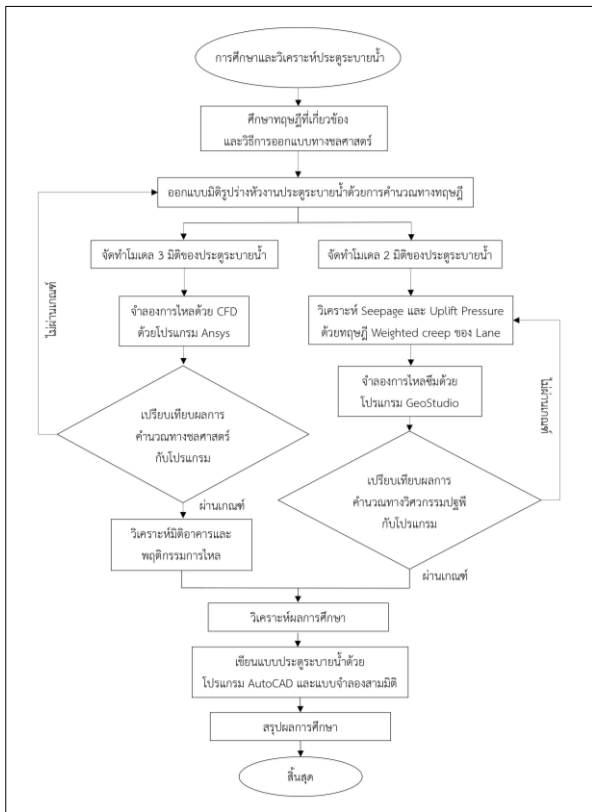 การศึกษาและวิเคราะห์ประตูระบายน้ำ
ศึกษาทฤษฎีที่เกี่ยวข้อง
และวิธีการออกแบบทางชลศาสตร์
ออกแบบมิติรูปร่างหัวงานประตูระบายน้ำด้วยการคำนวณทางทฤษฎี
จัดทำโมเดล 3 มิติของประตูระบายน้ำ
จำลองการไหลด้วย CFD
ด้วยโปรแกรม Ansys
ไม่ผ่านเกณฑ์
เปรียบเทียบผลการ
คำนวณทางชลศาสตร์
กับโปรแกรม
ผ่านเกณฑ์
วิเคราะห์มิติอาคารและ
พฤติกรรมการไหล
จัดทำโมเดล 2 มิติของประตูระบายน้ำ
วิเคราะห์ Seepage และ Uplift Pressure
ด้วยทฤษฎี Weighted creep ของ Lane
จำลองการไหลซึมด้วย
โปรแกรม GeoStudio
ไม่ผ่านเกณฑ์
เปรียบเทียบผลการ
คำนวณทางวิศวกรรมปฐพี
กับโปรแกรม
ผ่านเกณฑ์
วิเคราะห์ผลการศึกษา
เขียนแบบประตูระบายน้ำด้วย
โปรแกรม AutoCAD และแบบจำลองสามมิติ
สรุปผลการศึกษา
สิ้นสุด